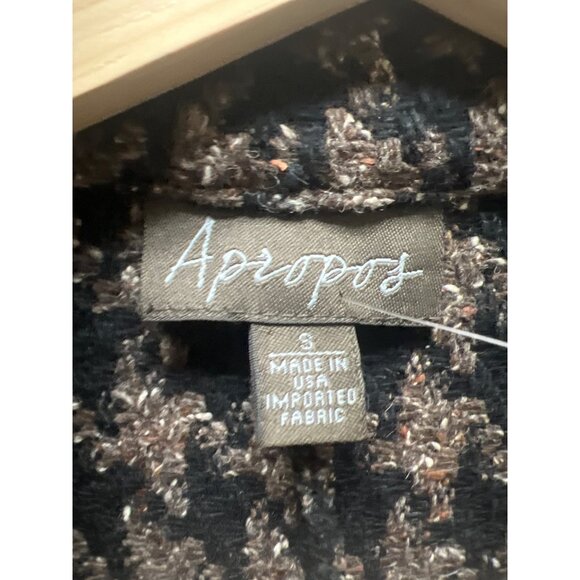 Apropos
S
MADE IN
USA
IMPORTED
FABRIC